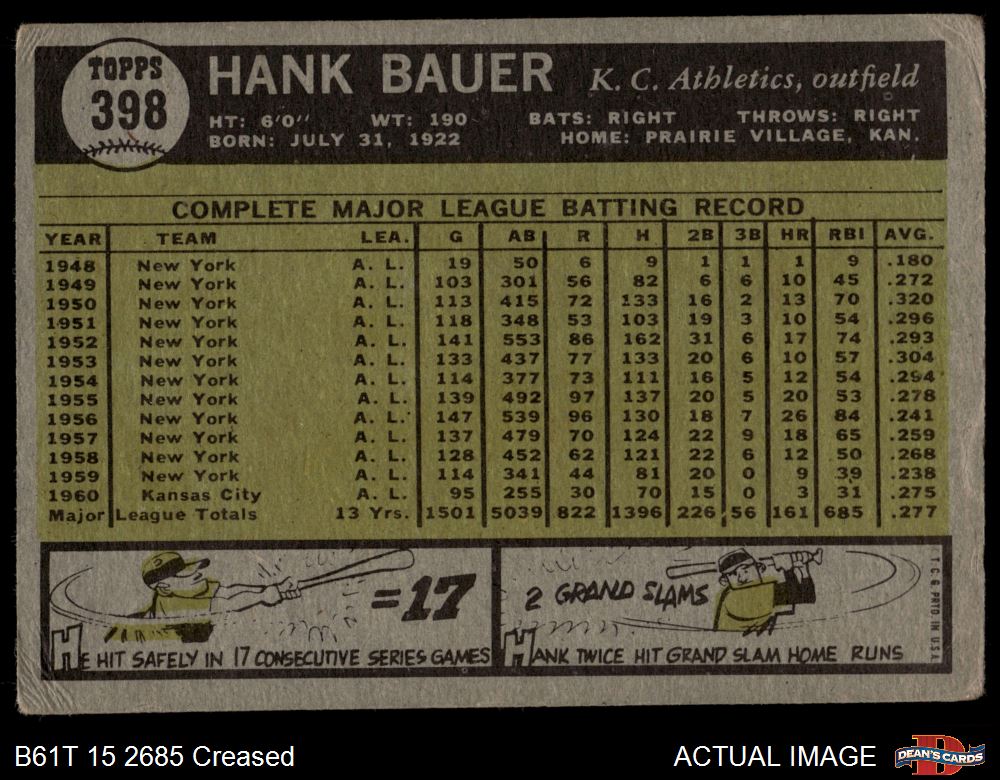 TOPPS
398
HANK BAUER K. C. Athletics, outfield
HT: 6'0" WT: 190 BATS: RIGHT THROWS: RIGHT
BORN: JULY 31, 1922 HOME: PRAIRIE VILLAGE, KAN.
COMPLETE MAJOR LEAGUE BATTING RECORD
YEAR TEAM LEA. G AB R H 2B 3B HR RBI AVG.
1948 New York A. L. 19 50 6 9 1 1 1 9 .180
1949 New York A. L. 103 301 56 82 6 6 10 45 .272
1950 New York A. L. 113 415 72 133 16 2 13 70 .320
1951 New York A. L. 118 348 53 103 19 3 10 54 .296
1952 New York A. L. 141 553 86 162 31 6 17 74 .293
1953 New York A. L. 133 437 77 133 20 6 10 57 .304
1954 New York A. L. 114 377 73 111 16 5 12 54 .294
1955 New York A. L. 139 492 97 137 20 5 20 53 .278
1956 New York A. L. 147 539 96 130 18 7 26 84 .241
1957 New York A. L. 137 479 70 124 22 9 18 65 .259
1958 New York A. L. 128 452 62 121 22 6 12 50 .268
1959 New York A. L. 114 341 44 81 20 0 9 39 .238
1960 Kansas City A. L. 95 255 30 70 15 0 3 31 .275
Major League Totals 13 Yrs. 1501 5039 822 1396 226 56 161 685 .277
=17
HE HIT SAFELY IN 17 CONSECUTIVE SERIES GAMES
2 GRAND SLAMS
HANK TWICE HIT GRAND SLAM HOME RUNS
T. C. G. PRTD. IN U.S.A.
B61T 15 2685 Creased
ACTUAL IMAGE
D
DEAN'S CARDS